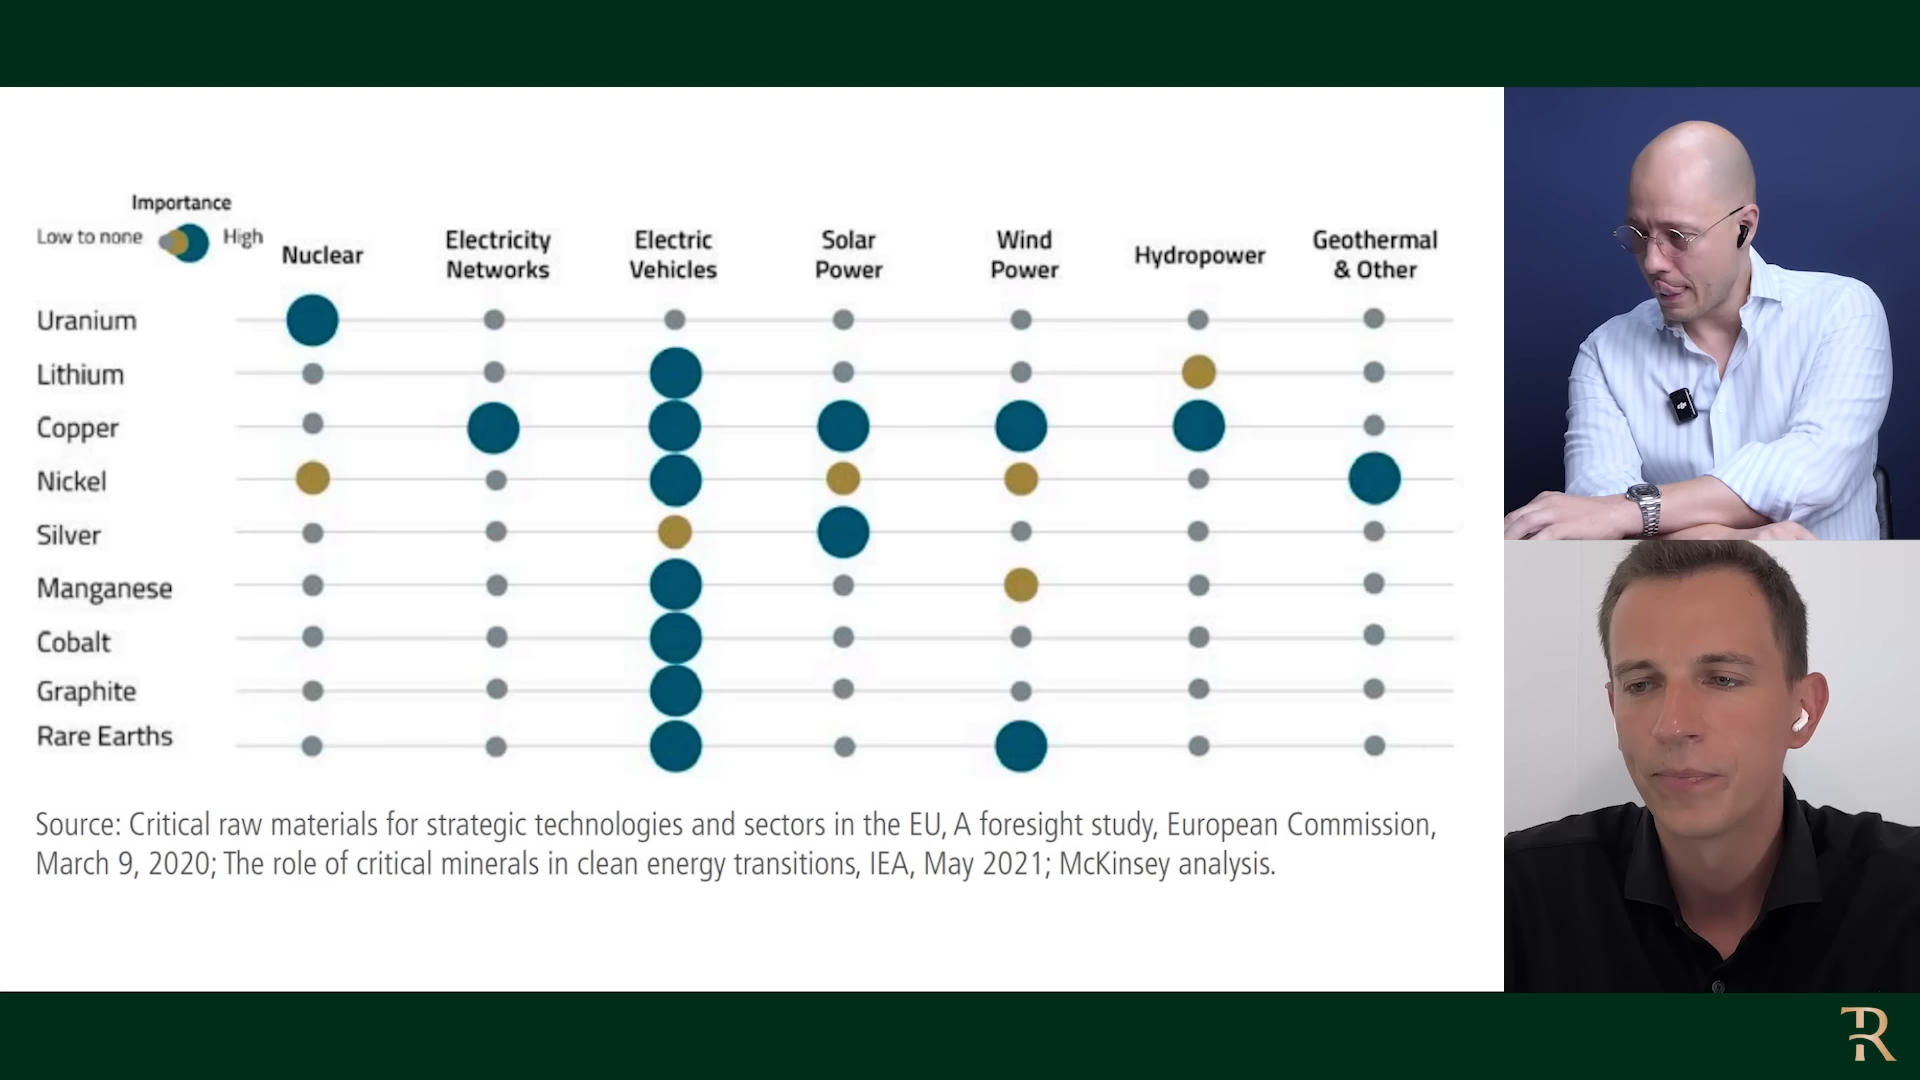 Importance
Low to none
High
Nuclear
Electricity
Networks
Electric
Vehicles
Solar
Power
Wind
Power
Hydropower
Geothermal
& Other
Uranium
Lithium
Copper
Nickel
Silver
Manganese
Cobalt
Graphite
Rare Earths
Source: Critical raw materials for strategic technologies and sectors in the EU, A foresight study, European Commission,
March 9, 2020; The role of critical minerals in clean energy transitions, IEA, May 2021; McKinsey analysis.